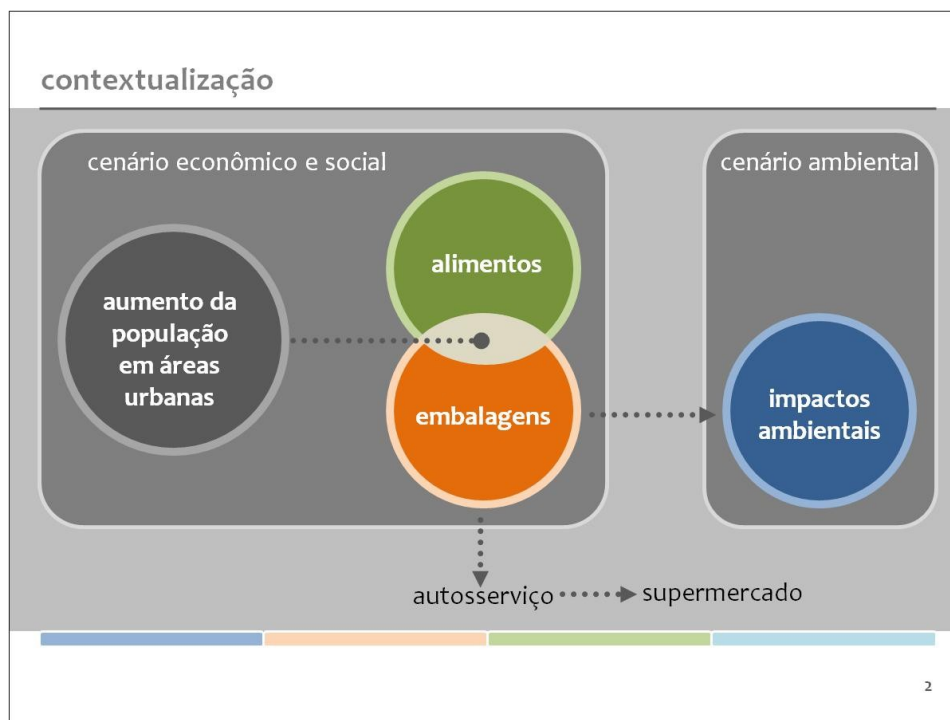 contextualização
cenário econômico e social
aumento da
população
em áreas
urbanas
alimentos
embalagens
cenário ambiental
impactos
ambientais
autosserviço
supermercado
2